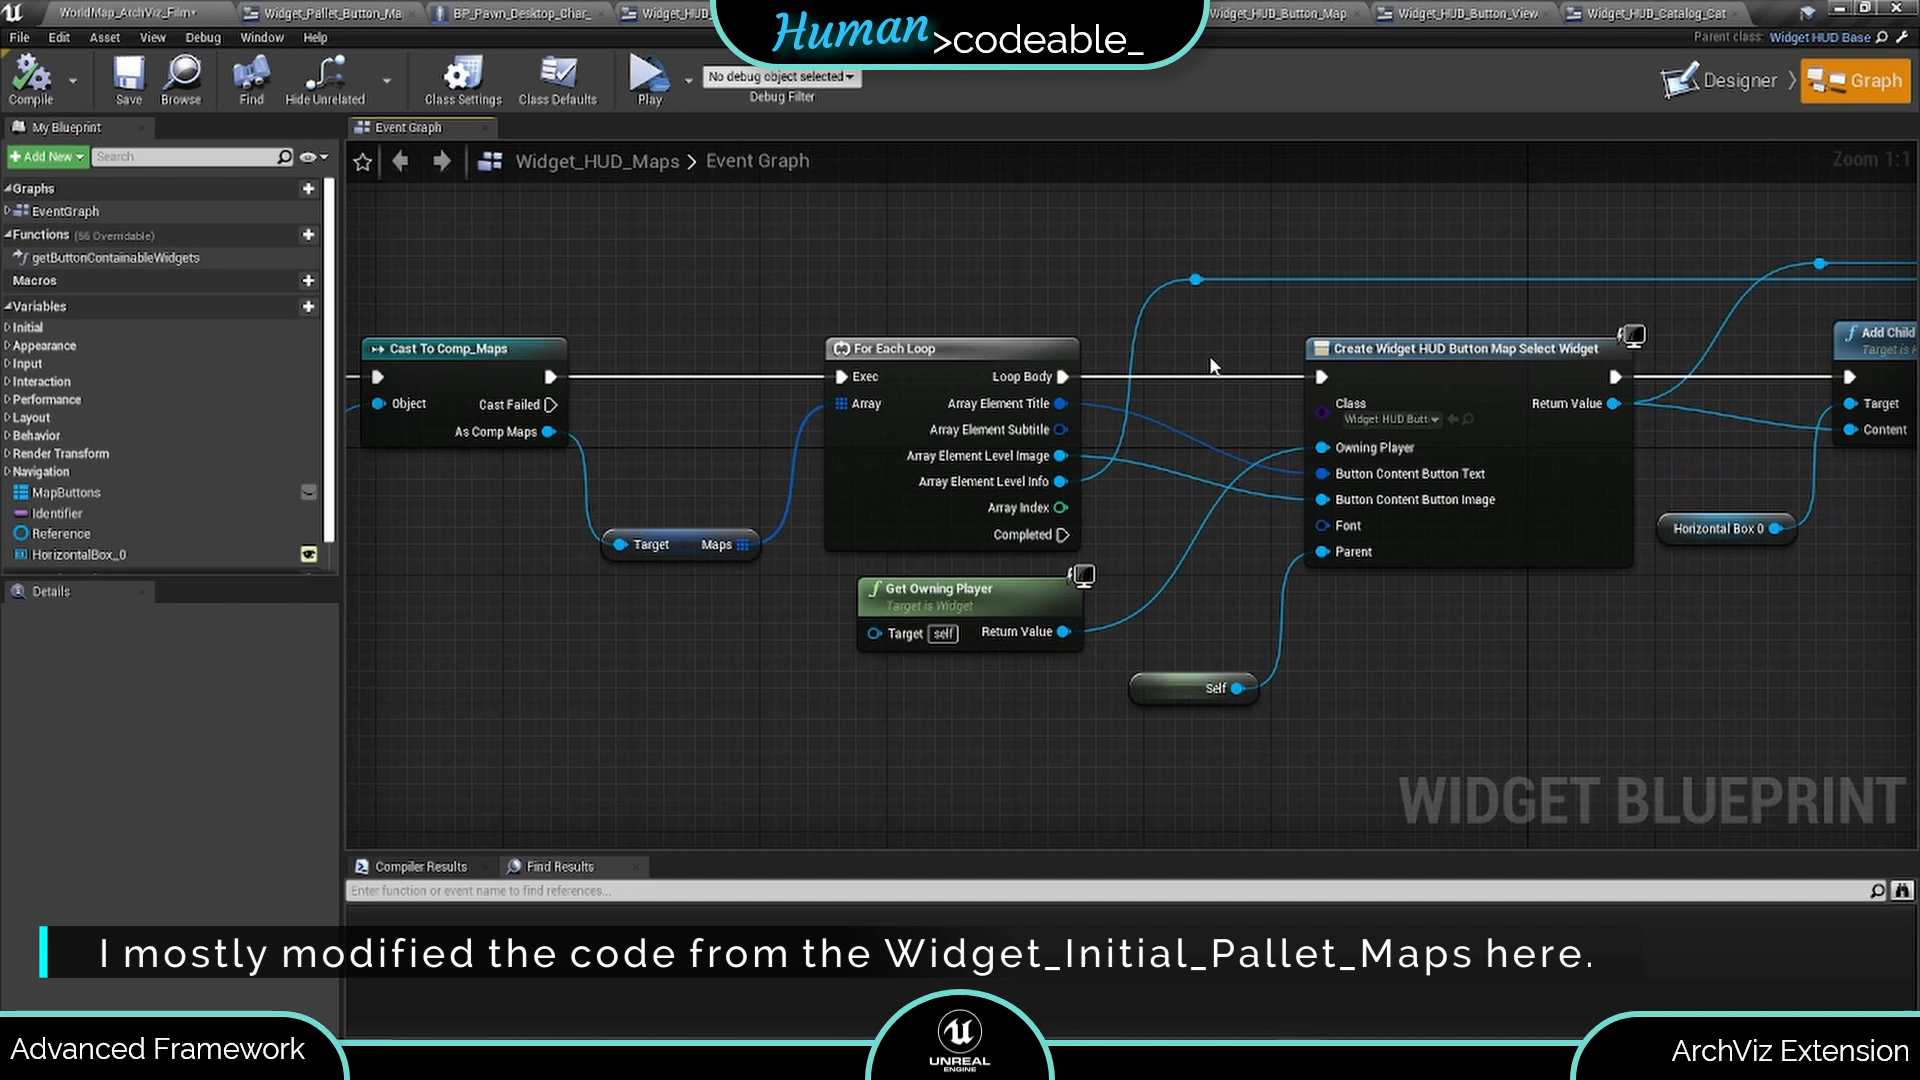 WorldMap_ArchViz_Film*
Widget_Pallet_Button_Ma
BP_Pawn_Desktop_Char_
Widget_HUD_
Widget_HUD_Button_Map
Widget_HUD_Button_View
Widget_HUD_Catalog_Cat
Human
>codeable_
File Edit Asset View Debug Window Help
Parent class: Widget HUD Base
Compile
Save
Browse
Find
Hide Unrelated
Class Settings
Class Defaults
Play
No debug object selected
Debug Filter
Designer
Graph
My Blueprint
Event Graph
Add New
Search
Widget_HUD_Maps > Event Graph
Zoom 1:1
Graphs
EventGraph
Functions (56 Overridable)
getButtonContainableWidgets
Macros
Variables
Initial
Appearance
Input
Interaction
Performance
Layout
Behavior
Render Transform
Navigation
MapButtons
Identifier
Reference
HorizontalBox_0
Details
Cast To Comp_Maps
Object
Cast Failed
As Comp Maps
Target
Maps
For Each Loop
Exec
Loop Body
Array
Array Element Title
Array Element Subtitle
Array Element Level Image
Array Element Level Info
Array Index
Completed
Get Owning Player
Target is Widget
Target self
Return Value
Self
Create Widget HUD Button Map Select Widget
Class
Widget HUD Butt
Return Value
Owning Player
Button Content Button Text
Button Content Button Image
Font
Parent
Horizontal Box 0
Add Child
Target is
Target
Content
WIDGET BLUEPRINT
Compiler Results
Find Results
Enter function or event name to find references...
I mostly modified the code from the Widget_Initial_Pallet_Maps here.
Advanced Framework
UNREAL
ENGINE
ArchViz Extension